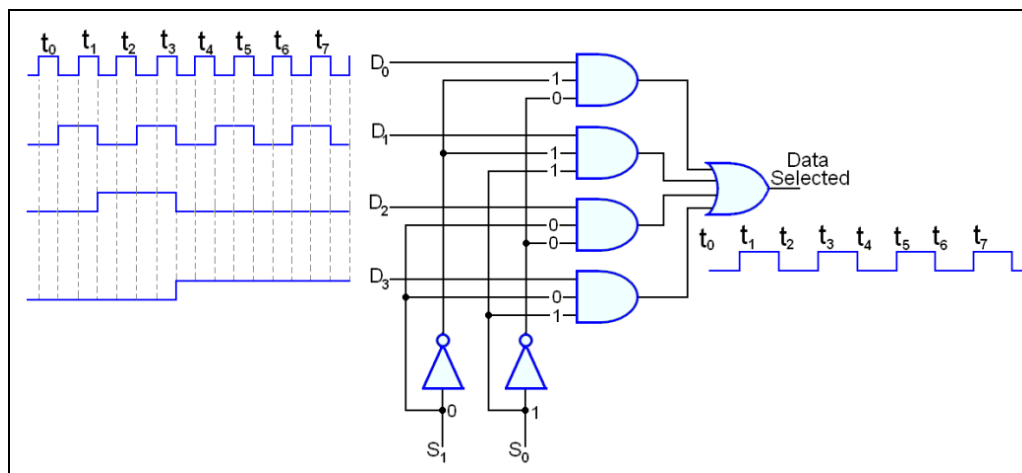 t0 t1 t2 t3 t4 t5 t6 t7
D0
1
0
D1
1
1
Data
Selected
D2
0
0
t0 t1 t2 t3 t4 t5 t6 t7
D3
0
1
0 1
S1 S0